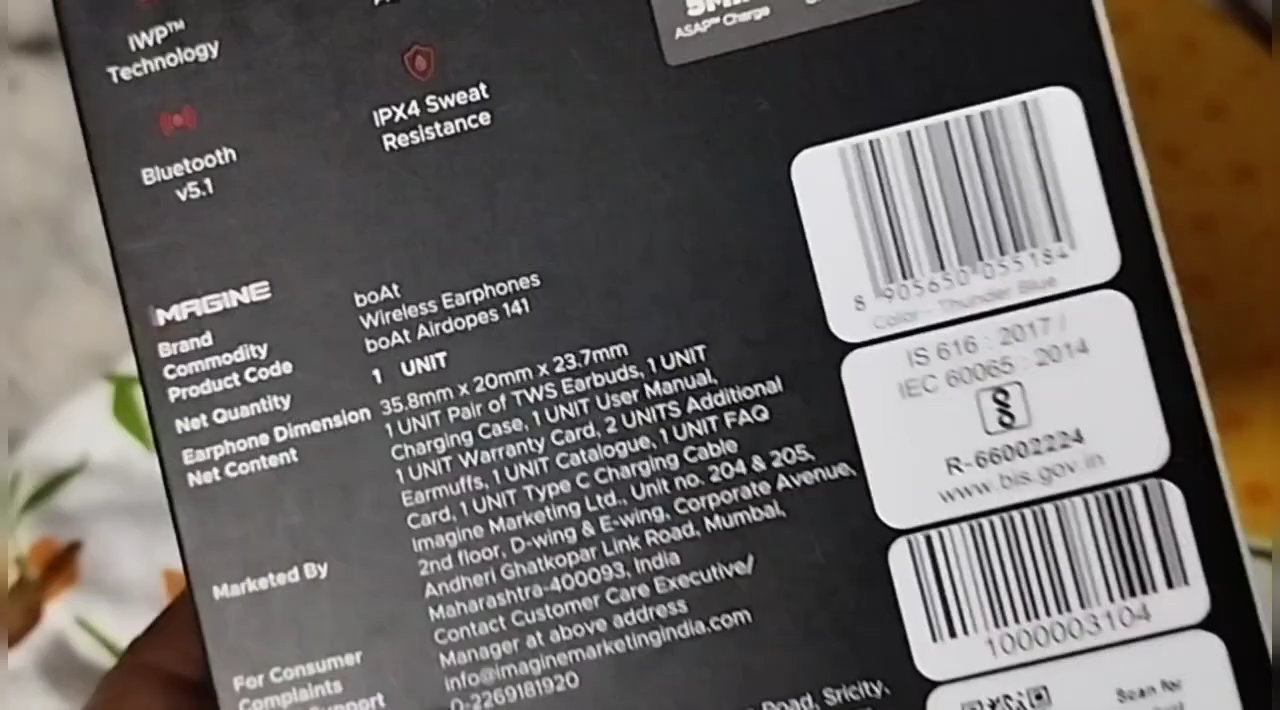 IWP™
Technology
Bluetooth
v5.1
IPX4 Sweat
Resistance
ASAP™ Charge
IMAGINE
Brand
boAt
Commodity
Wireless Earphones
Product Code
boAt Airdopes 141
Net Quantity
1 UNIT
Earphone Dimension
35.8mm x 20mm x 23.7mm
Net Content
1 UNIT Pair of TWS Earbuds, 1 UNIT
Charging Case, 1 UNIT User Manual,
1 UNIT Warranty Card, 2 UNITS Additional
Earmuffs, 1 UNIT Catalogue, 1 UNIT FAQ
Card, 1 UNIT Type C Charging Cable
Marketed By
Imagine Marketing Ltd., Unit no. 204 & 205,
2nd floor, D-wing & E-wing, Corporate Avenue,
Andheri Ghatkopar Link Road, Mumbai,
Maharashtra-400093, India
For Consumer
Complaints
Contact Customer Care Executive/
Manager at above address
info@imaginemarketingindia.com
0-2269181920
Road, Sricity,
8 905650 055184
Color - Thunder Blue
IS 616 : 2017 /
IEC 60065 : 2014
R-66002224
www.bis.gov.in
1000003104
Scan for